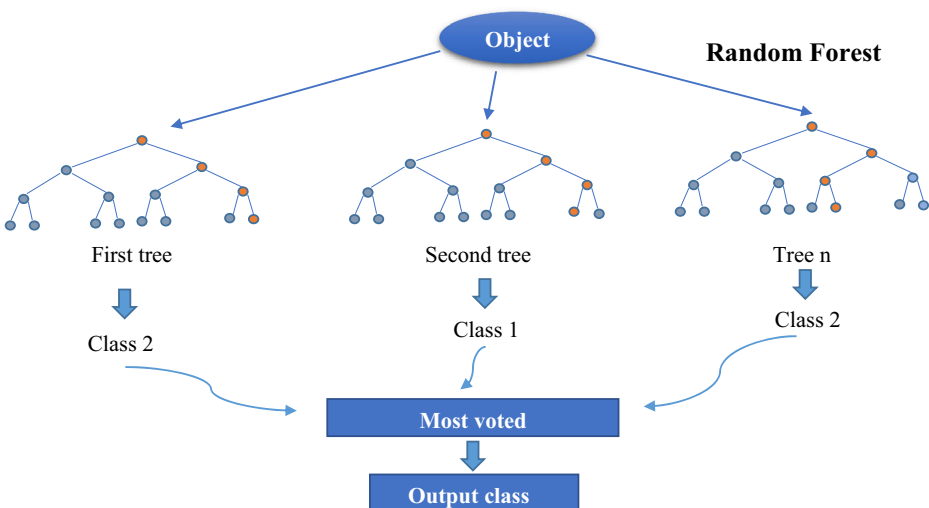 Object
Random Forest
First tree
Second tree
Tree n
Class 2
Class 1
Class 2
Most voted
Output class